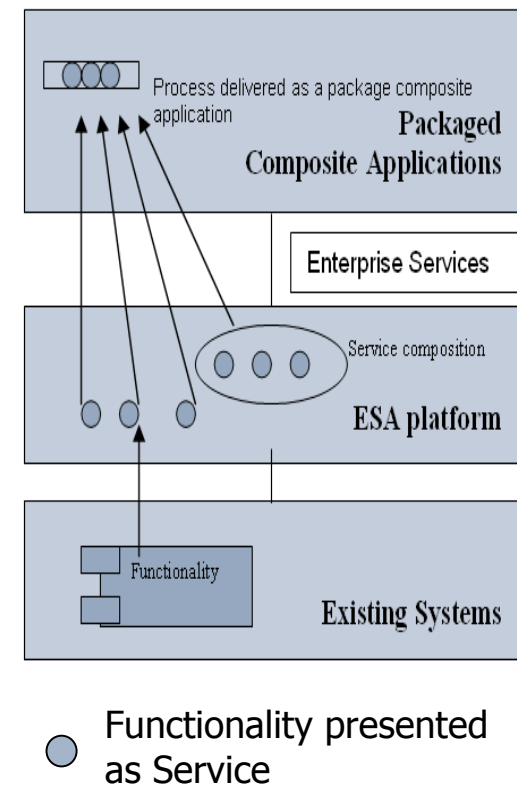 Process delivered as a package composite
application
Packaged
Composite Applications
Enterprise Services
Service composition
ESA platform
Functionality
Existing Systems
Functionality presented
as Service